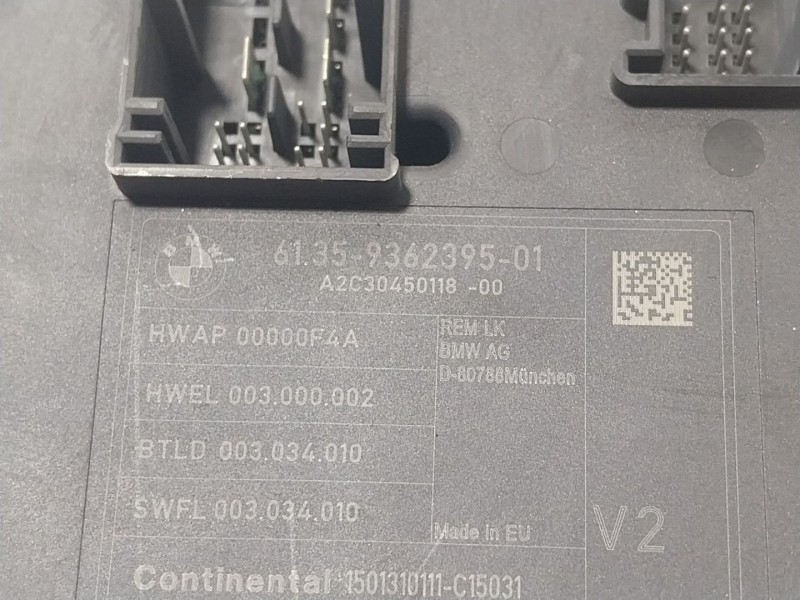 BMW
61.35-9362395-01
A2C30450118 -00
HWAP 00000F4A
HWEL 003.000.002
BTLD 003.034.010
SWFL 003.034.010
REM LK
BMW AG
D-80788München
Made in EU
V2
Continental 1501310111-C15031